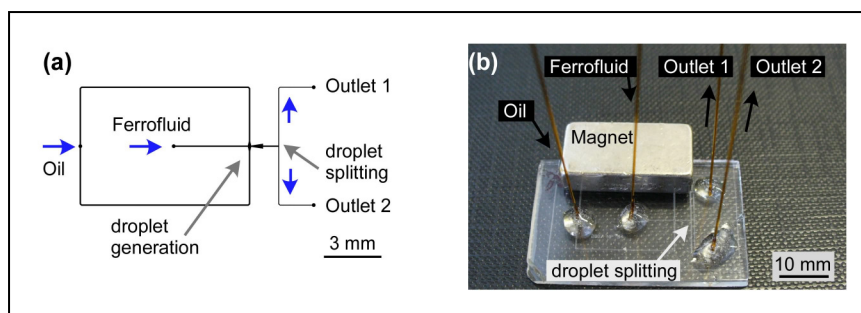 (a)
Outlet 1
Ferrofluid
Oil
droplet
splitting
droplet
generation
Outlet 2
3 mm
(b)
Ferrofluid
Outlet 1
Outlet 2
Oil
Magnet
droplet splitting
10 mm